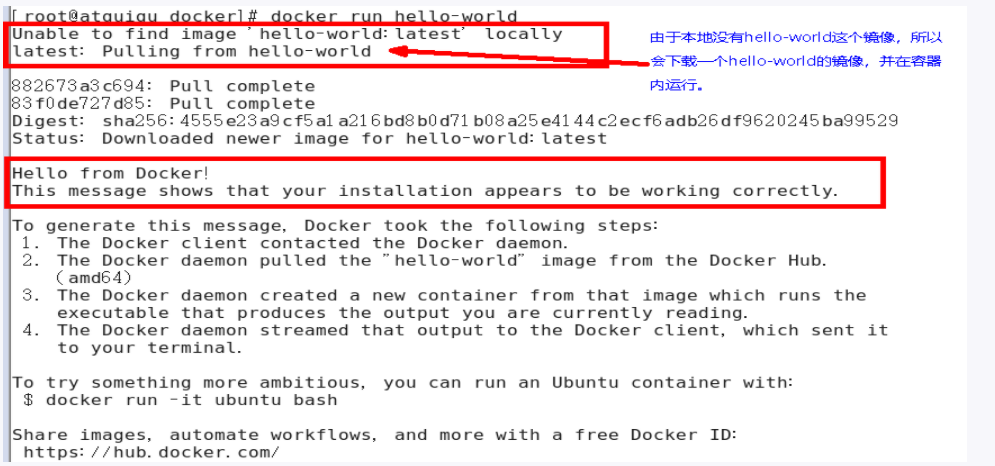 [root@atguigu docker]# docker run hello-world
Unable to find image 'hello-world:latest' locally
latest: Pulling from hello-world
由于本地没有hello-world这个镜像，所以
会下载一个hello-world的镜像，并在容器
内运行。
882673a3c694: Pull complete
83f0de727d85: Pull complete
Digest: sha256:4555e23a9cf5a1a216bd8b0d71b08a25e4144c2ecf6adb26df9620245ba99529
Status: Downloaded newer image for hello-world:latest
Hello from Docker!
This message shows that your installation appears to be working correctly.
To generate this message, Docker took the following steps:
1. The Docker client contacted the Docker daemon.
2. The Docker daemon pulled the "hello-world" image from the Docker Hub.
(amd64)
3. The Docker daemon created a new container from that image which runs the
executable that produces the output you are currently reading.
4. The Docker daemon streamed that output to the Docker client, which sent it
to your terminal.
To try something more ambitious, you can run an Ubuntu container with:
$ docker run -it ubuntu bash
Share images, automate workflows, and more with a free Docker ID:
https://hub.docker.com/